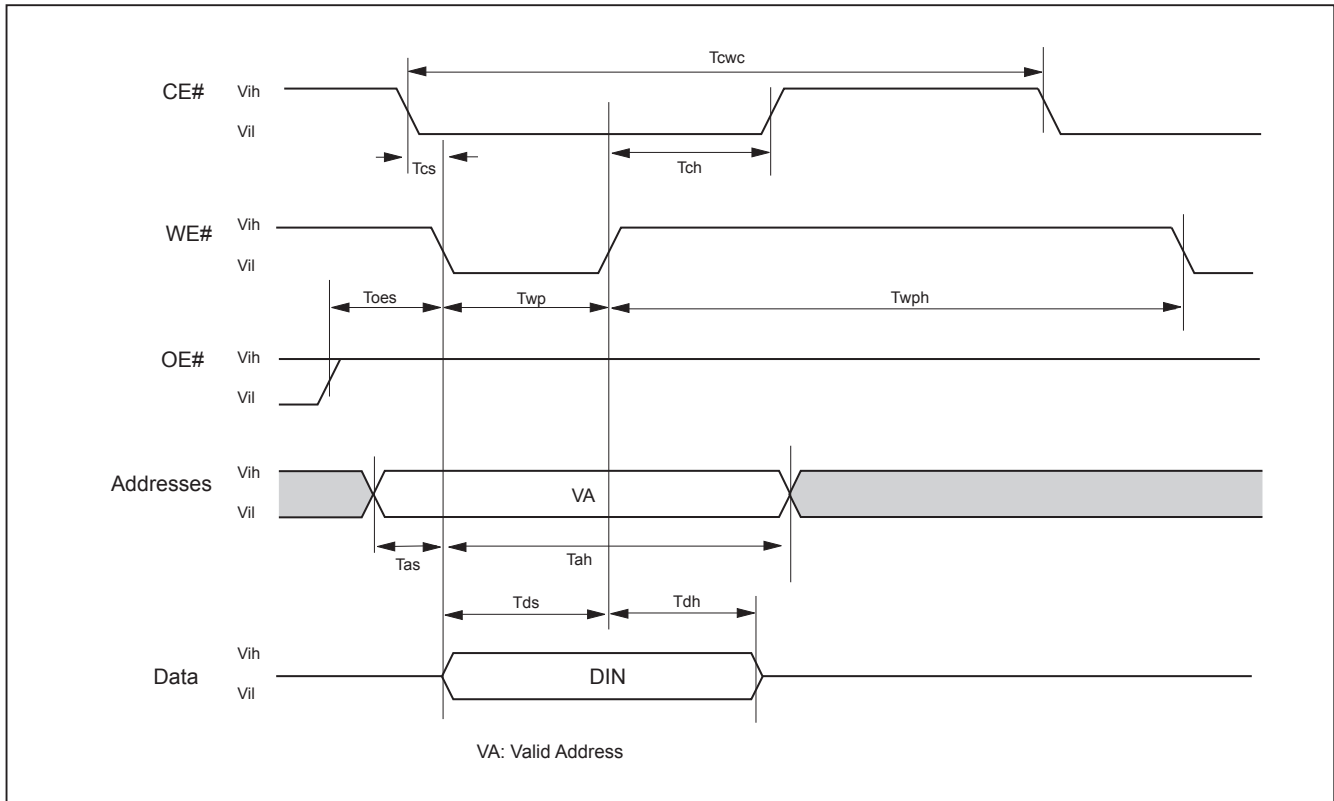 Tcwc
CE#
Vih
Vil
Tcs
Tch
WE#
Vih
Vil
Toes
Twp
Twph
OE#
Vih
Vil
Addresses
Vih
Vil
VA
Tas
Tah
Tds
Tdh
Data
Vih
Vil
DIN
VA: Valid Address